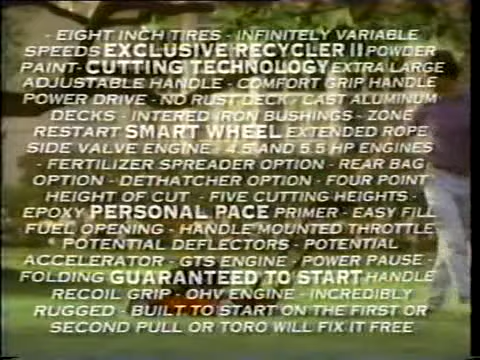 - EIGHT INCH TIRES - INFINITELY VARIABLE
SPEEDS EXCLUSIVE RECYCLER II POWDER
PAINT- CUTTING TECHNOLOGY EXTRA LARGE
ADJUSTABLE HANDLE - COMFORT GRIP HANDLE
POWER DRIVE - NO RUST DECK - CAST ALUMINUM
DECKS - INTERED IRON BUSHINGS - ZONE
RESTART SMART WHEEL EXTENDED ROPE
SIDE VALVE ENGINE - 4.5 AND 5.5 HP ENGINES
- FERTILIZER SPREADER OPTION - REAR BAG
OPTION - DETHATCHER OPTION - FOUR POINT
HEIGHT OF CUT - FIVE CUTTING HEIGHTS -
EPOXY PERSONAL PACE PRIMER - EASY FILL
FUEL OPENING - HANDLE MOUNTED THROTTLE
POTENTIAL DEFLECTORS - POTENTIAL
ACCELERATOR - GTS ENGINE - POWER PAUSE -
FOLDING GUARANTEED TO START HANDLE
RECOIL GRIP - OHV ENGINE - INCREDIBLY
RUGGED - BUILT TO START ON THE FIRST OR
SECOND PULL OR TORO WILL FIX IT FREE